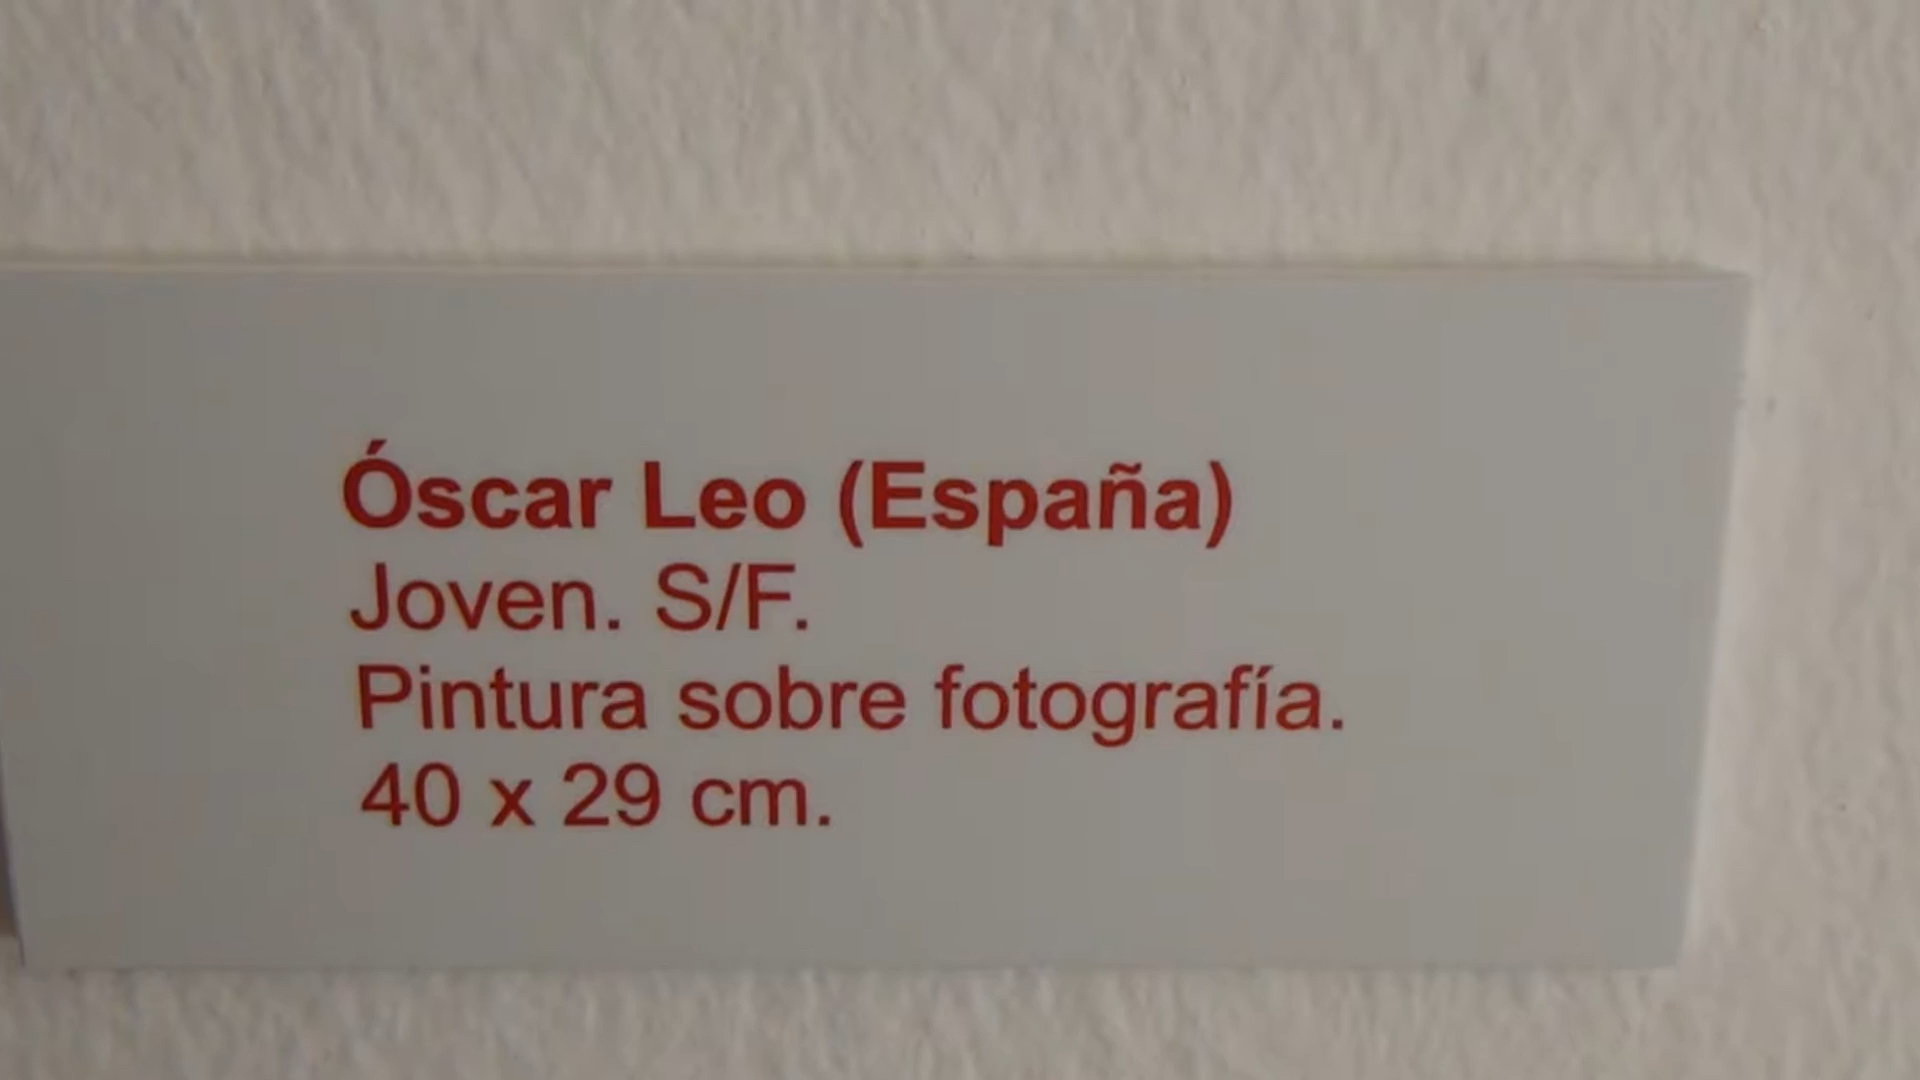 Óscar Leo (España)
Joven. S/F.
Pintura sobre fotografía.
40 x 29 cm.